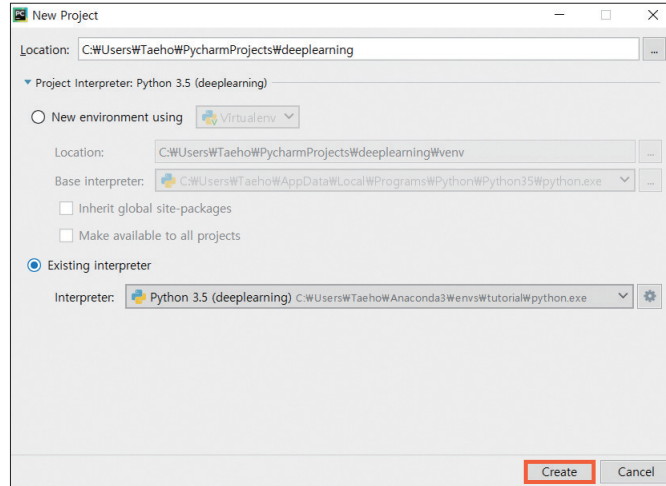 PC New Project
Location: C:₩Users₩Taeho₩PycharmProjects₩deeplearning ...
Project Interpreter: Python 3.5 (deeplearning)
New environment using Virtualenv
Location: C:₩Users₩Taeho₩PycharmProjects₩deeplearning₩venv ...
Base interpreter: C:₩Users₩Taeho₩AppData₩Local₩Programs₩Python₩Python35₩python.exe ...
Inherit global site-packages
Make available to all projects
Existing interpreter
Interpreter: Python 3.5 (deeplearning) C:₩Users₩Taeho₩Anaconda3₩envs₩tutorial₩python.exe
Create Cancel